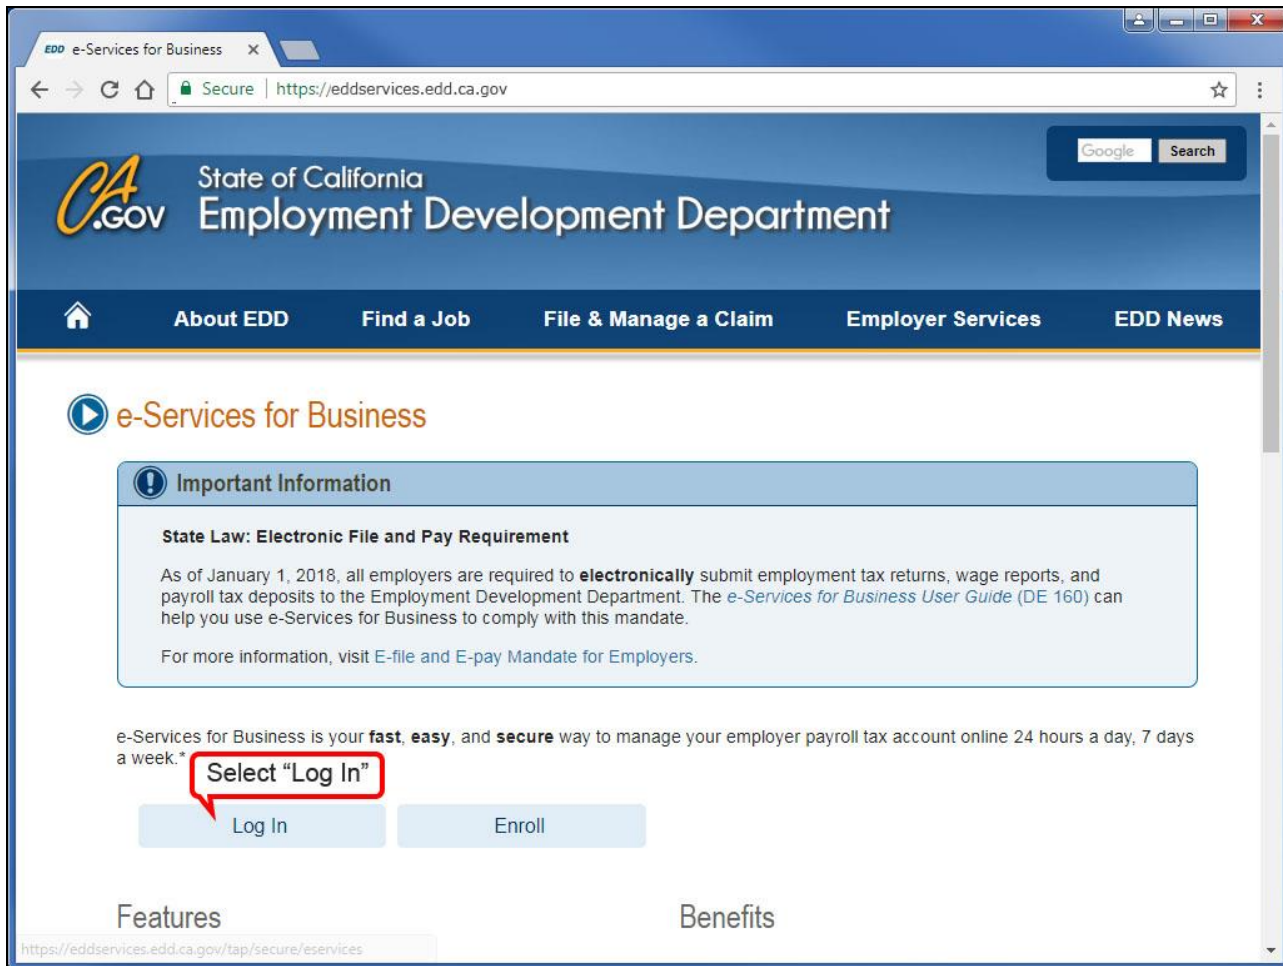 EDD e-Services for Business
Secure | https://eddservices.edd.ca.gov
Google Search
CA.GOV
State of California
Employment Development Department
About EDD Find a Job File & Manage a Claim Employer Services EDD News
e-Services for Business
Important Information
State Law: Electronic File and Pay Requirement
As of January 1, 2018, all employers are required to electronically submit employment tax returns, wage reports, and
payroll tax deposits to the Employment Development Department. The e-Services for Business User Guide (DE 160) can
help you use e-Services for Business to comply with this mandate.
For more information, visit E-file and E-pay Mandate for Employers.
e-Services for Business is your fast, easy, and secure way to manage your employer payroll tax account online 24 hours a day, 7 days
a week.*
Select “Log In”
Log In Enroll
Features Benefits
https://eddservices.edd.ca.gov/tap/secure/eservices